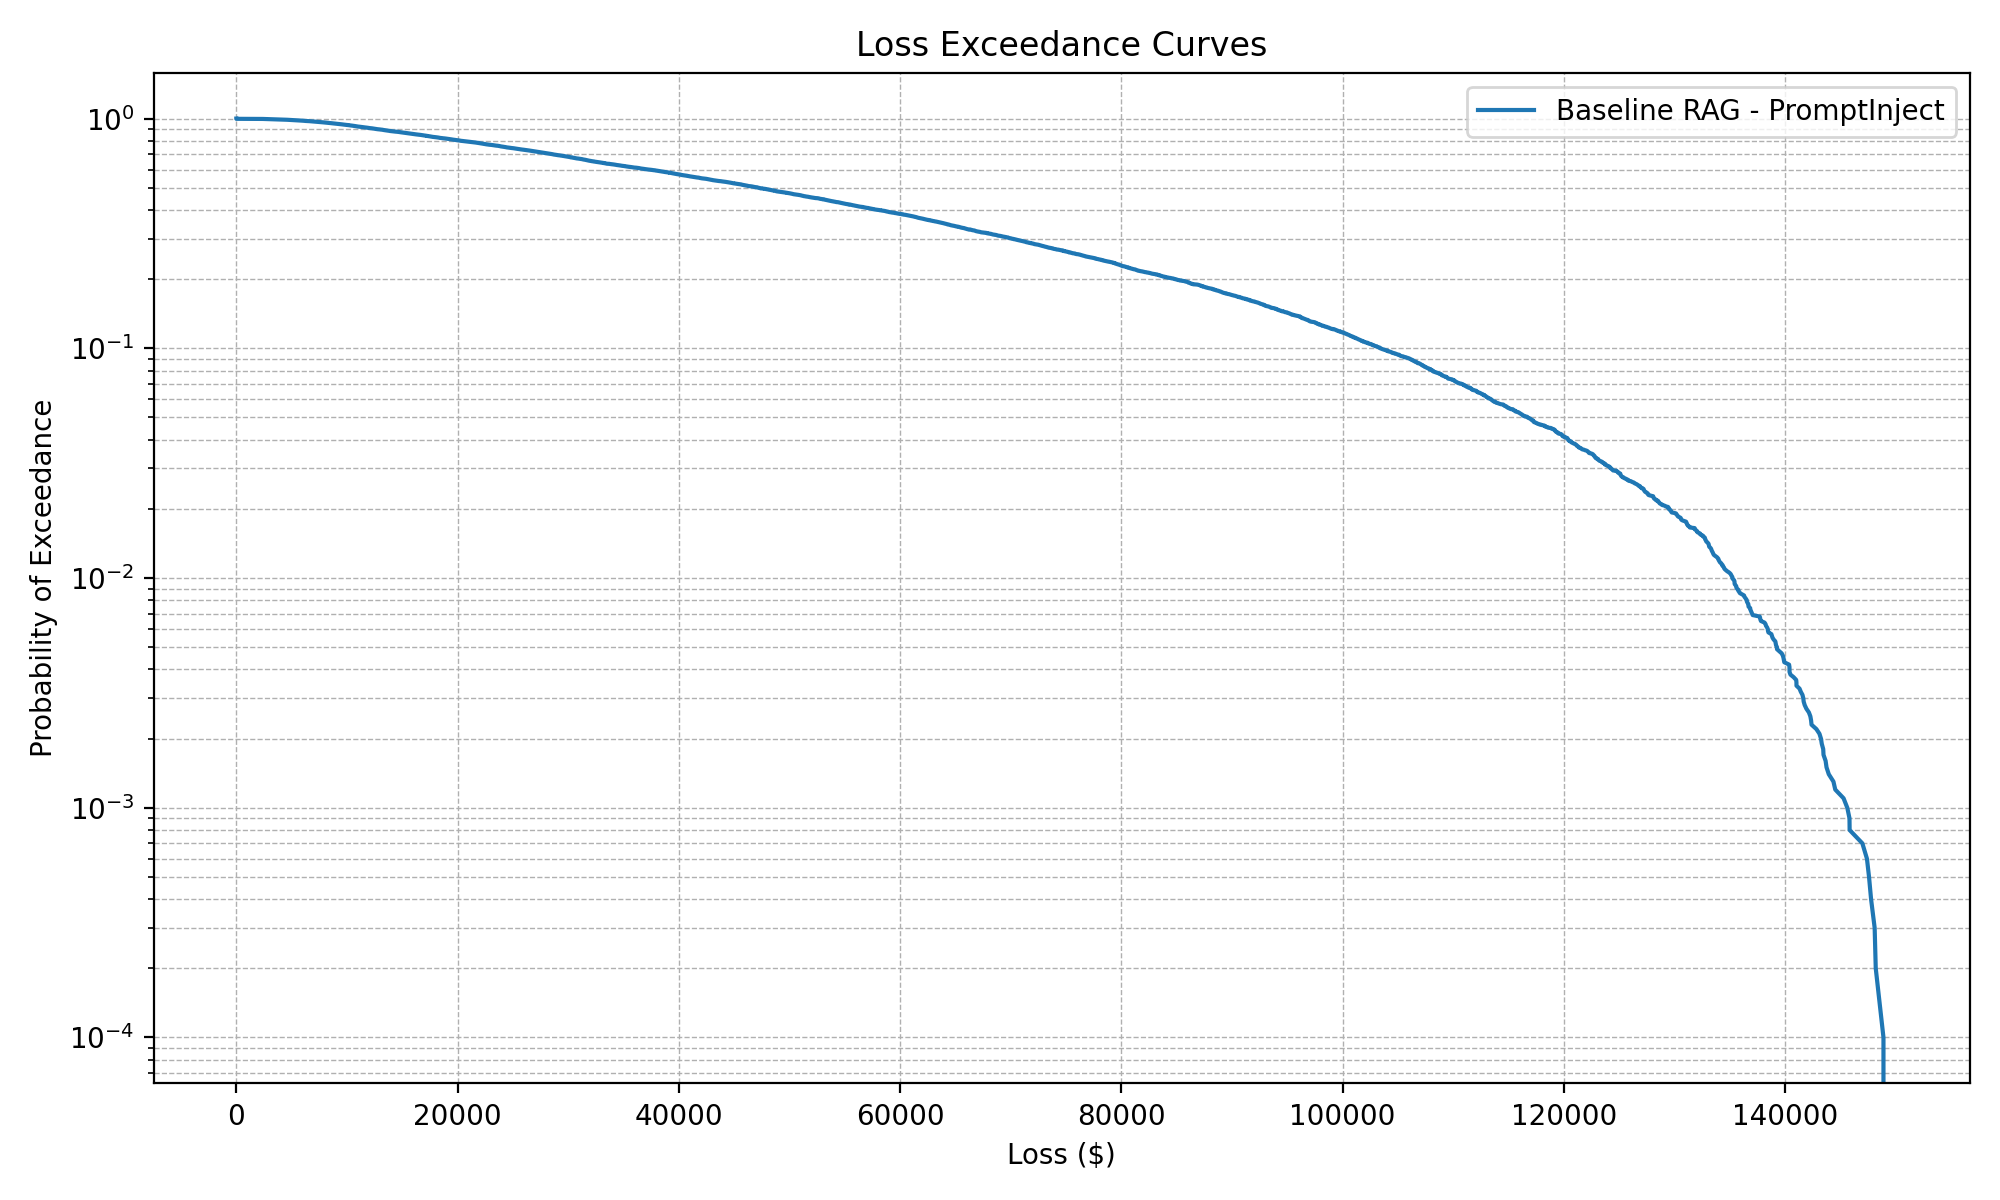 Loss Exceedance Curves
Baseline RAG - PromptInject
Probability of Exceedance
10⁰
10⁻¹
10⁻²
10⁻³
10⁻⁴
0 20000 40000 60000 80000 100000 120000 140000
Loss ($)